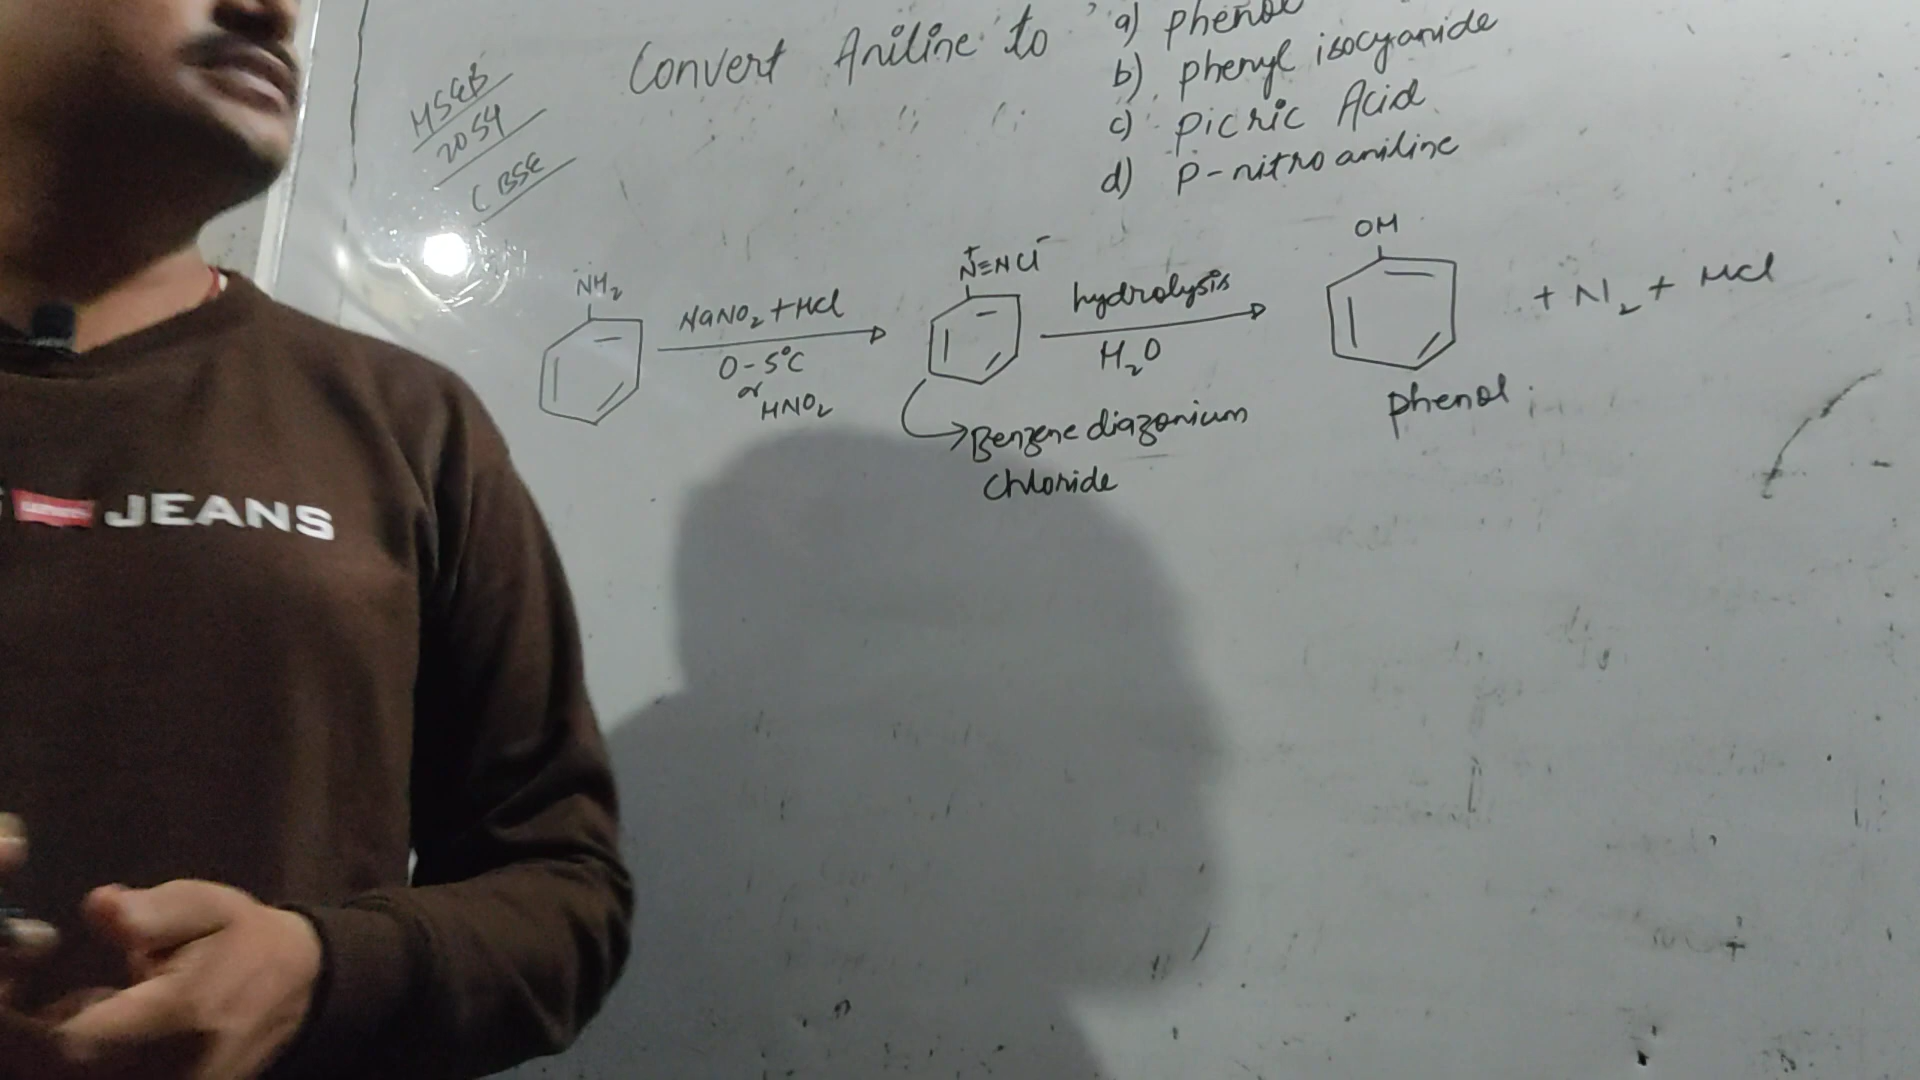 Convert Aniline to a) phenol
b) phenyl isocyanide
c) picric Acid
d) p-nitro aniline
HSEB
2054
CBSE
NH₂
NaNO₂ + HCl
0-5°C
or
HNO₂
N⁺≡NCl⁻
Benzene diazonium
chloride
hydrolysis
H₂O
OH
phenol
+ N₂ + HCl
JEANS